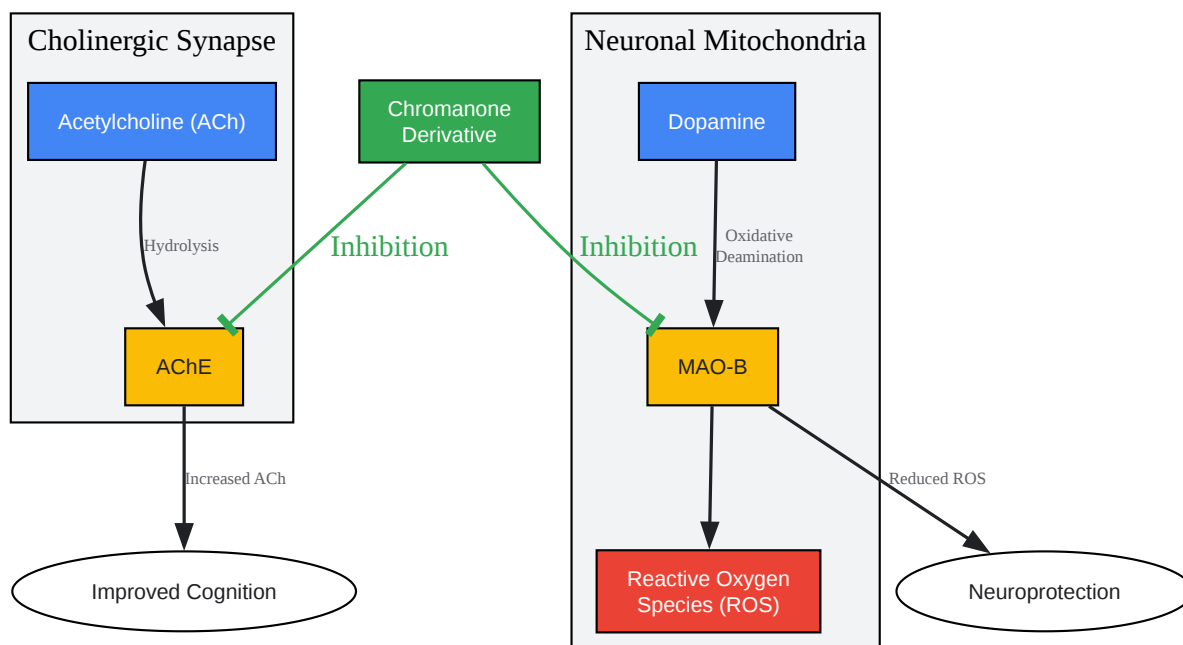 Cholinergic Synapse
Neuronal Mitochondria
Acetylcholine (ACh)
Chromanone
Derivative
Dopamine
Hydrolysis
Inhibition
Inhibition
Oxidative
Deamination
AChE
MAO-B
Increased ACh
Reduced ROS
Improved Cognition
Reactive Oxygen
Species (ROS)
Neuroprotection